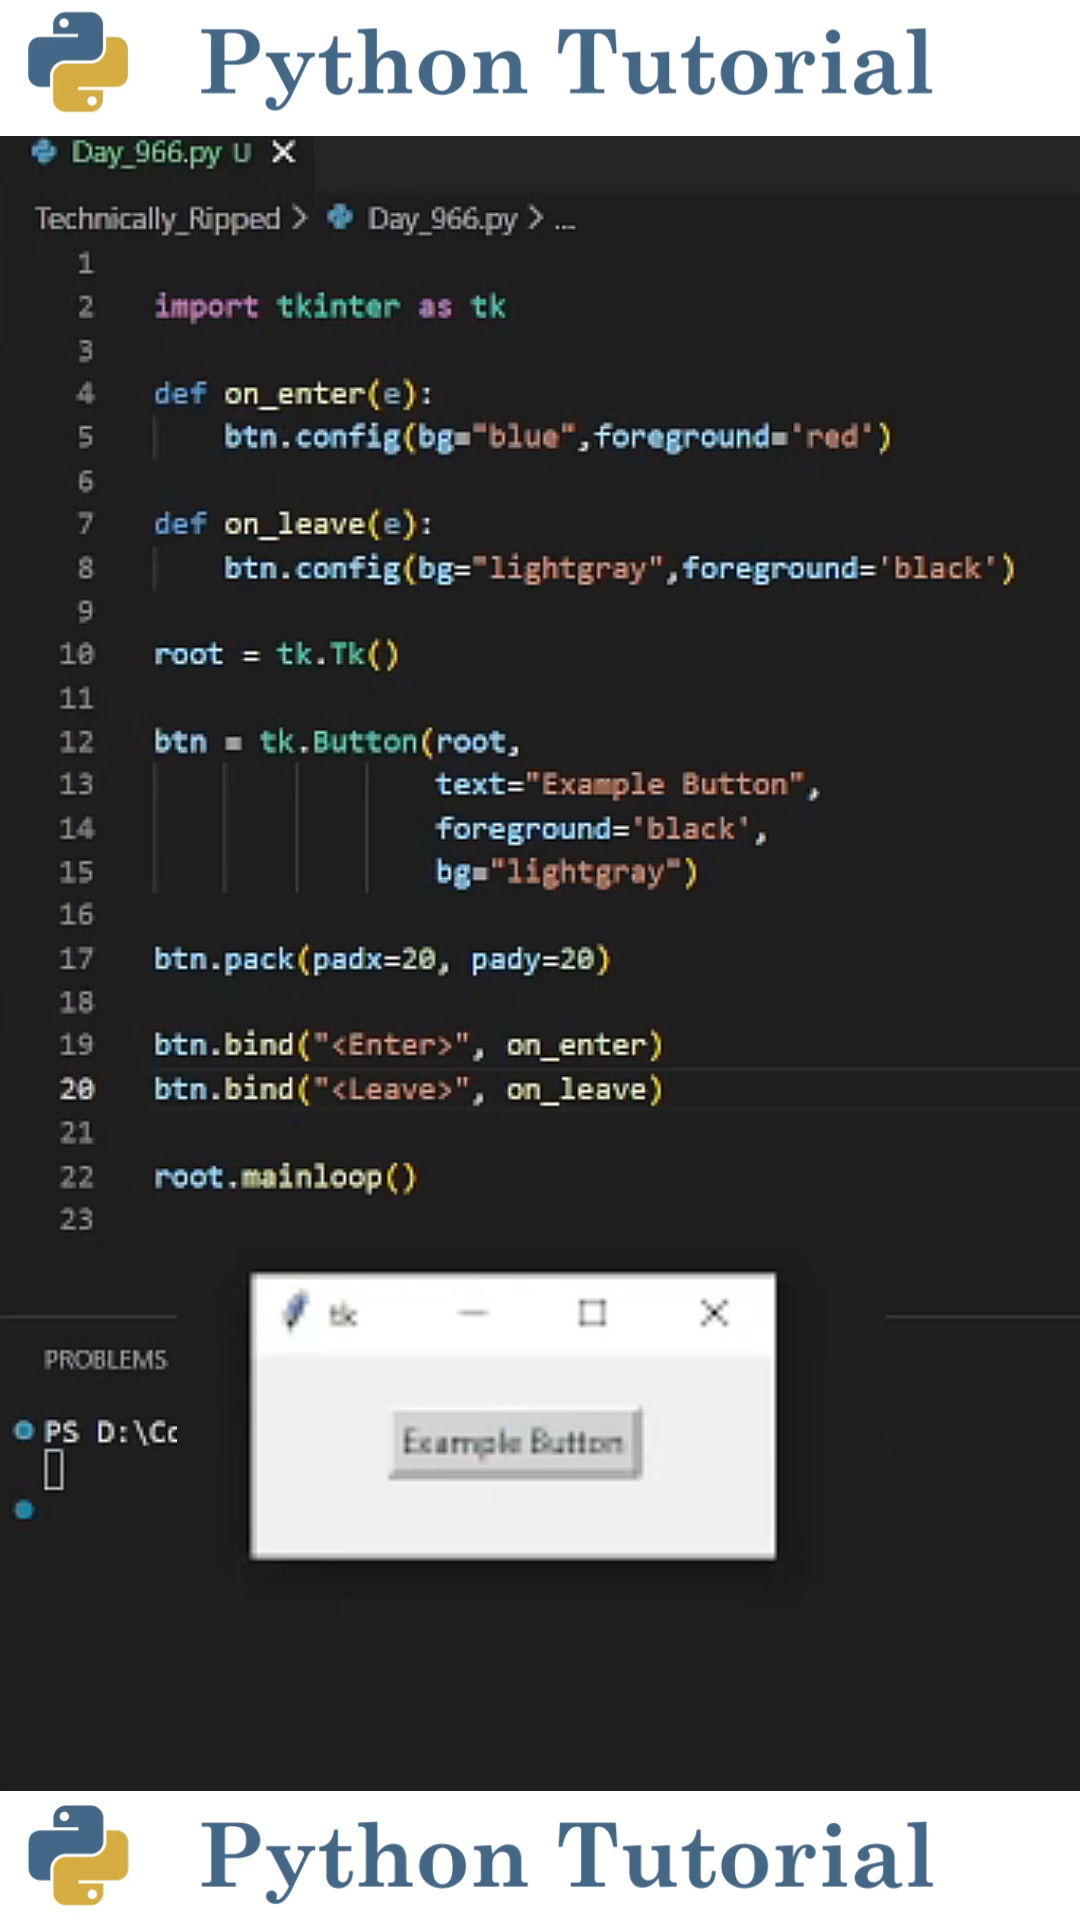 Python Tutorial
Day_966.py U
Technically_Ripped > Day_966.py > ...
1
2 import tkinter as tk
3
4 def on_enter(e):
5 btn.config(bg="blue",foreground='red')
6
7 def on_leave(e):
8 btn.config(bg="lightgray",foreground='black')
9
10 root = tk.Tk()
11
12 btn = tk.Button(root,
13 text="Example Button",
14 foreground='black',
15 bg="lightgray")
16
17 btn.pack(padx=20, pady=20)
18
19 btn.bind("<Enter>", on_enter)
20 btn.bind("<Leave>", on_leave)
21
22 root.mainloop()
23
tk
PROBLEMS
Example Button
PS D:\Co
Python Tutorial